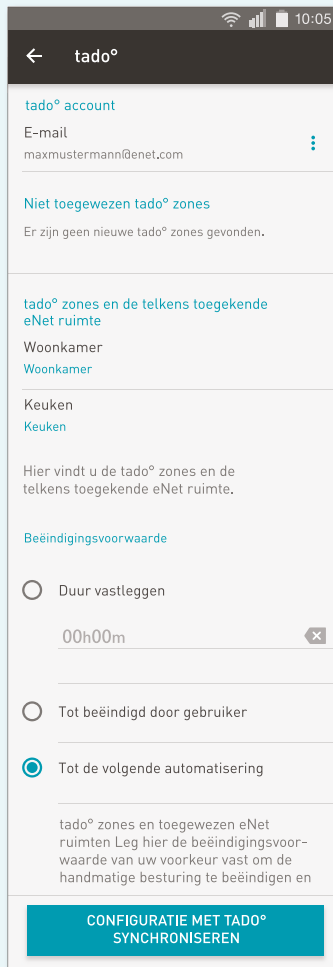 10:05
tado°
tado° account
E-mail
maxmustermann@enet.com
Niet toegewezen tado° zones
Er zijn geen nieuwe tado° zones gevonden.
tado° zones en de telkens toegekende
eNet ruimte
Woonkamer
Woonkamer
Keuken
Keuken
Hier vindt u de tado° zones en de
telkens toegekende eNet ruimte.
Beëindigingsvoorwaarde
Duur vastleggen
00h00m
Tot beëindigd door gebruiker
Tot de volgende automatisering
tado° zones en toegewezen eNet
ruimten Leg hier de beëindigingsvoor-
waarde van uw voorkeur vast om de
handmatige besturing te beëindigen en
CONFIGURATIE MET TADO°
SYNCHRONISEREN